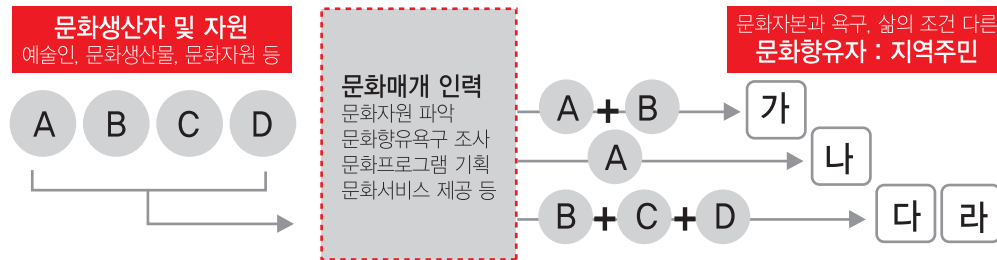 문화생산자 및 자원
예술인, 문화생산물, 문화자원 등
A B C D
문화매개 인력
문화자원 파악
문화향유욕구 조사
문화프로그램 기획
문화서비스 제공 등
문화자본과 욕구, 삶의 조건 다른
문화향유자 : 지역주민
A + B 가
A 나
B + C + D 다 라